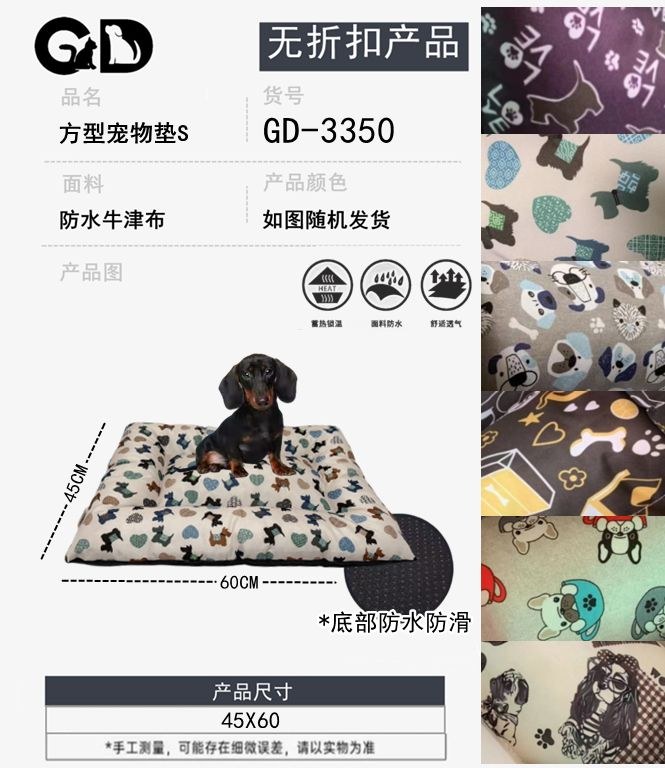 GD
无折扣产品
品名
货号
方型宠物垫S
GD-3350
面料
产品颜色
防水牛津布
如图随机发货
产品图
HEAT
蓄热锁温
面料防水
舒适透气
45CM
60CM
*底部防水防滑
产品尺寸
45X60
*手工测量，可能存在细微误差，请以实物为准